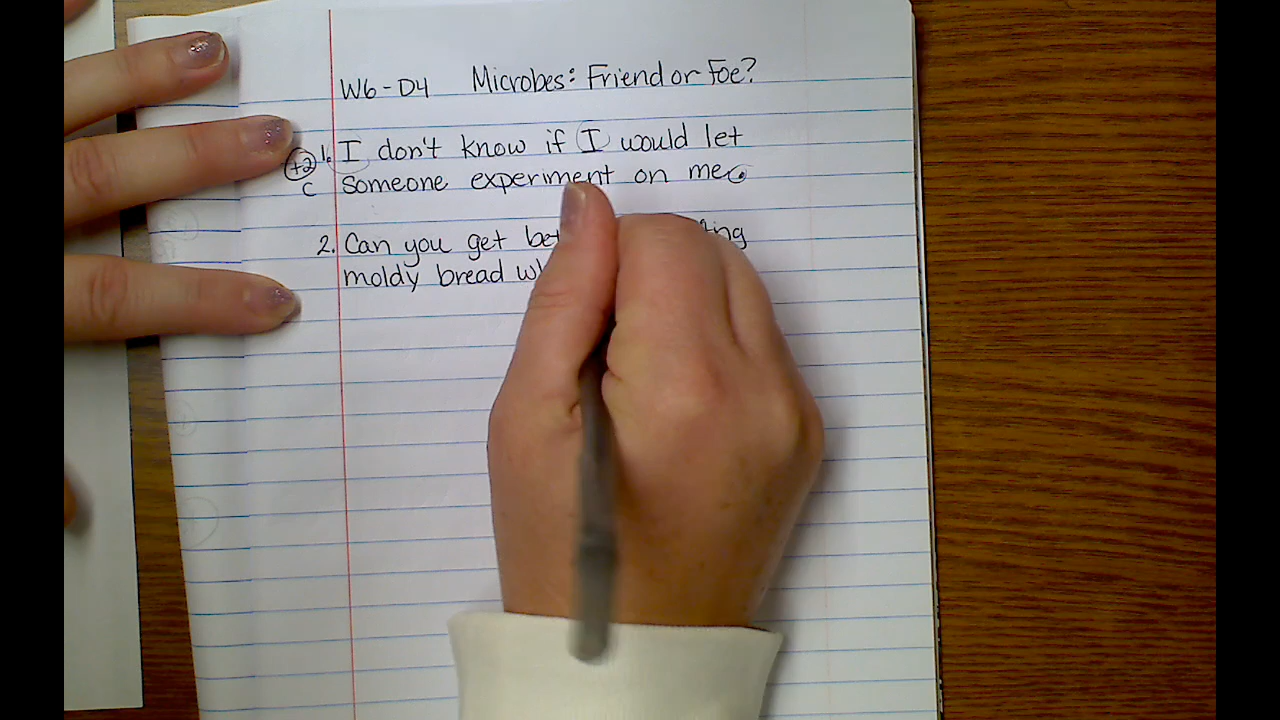 W6-D4 Microbes: Friend or Foe?
+2 1. I don't know if I would let
C someone experiment on me.
2. Can you get
moldy bread